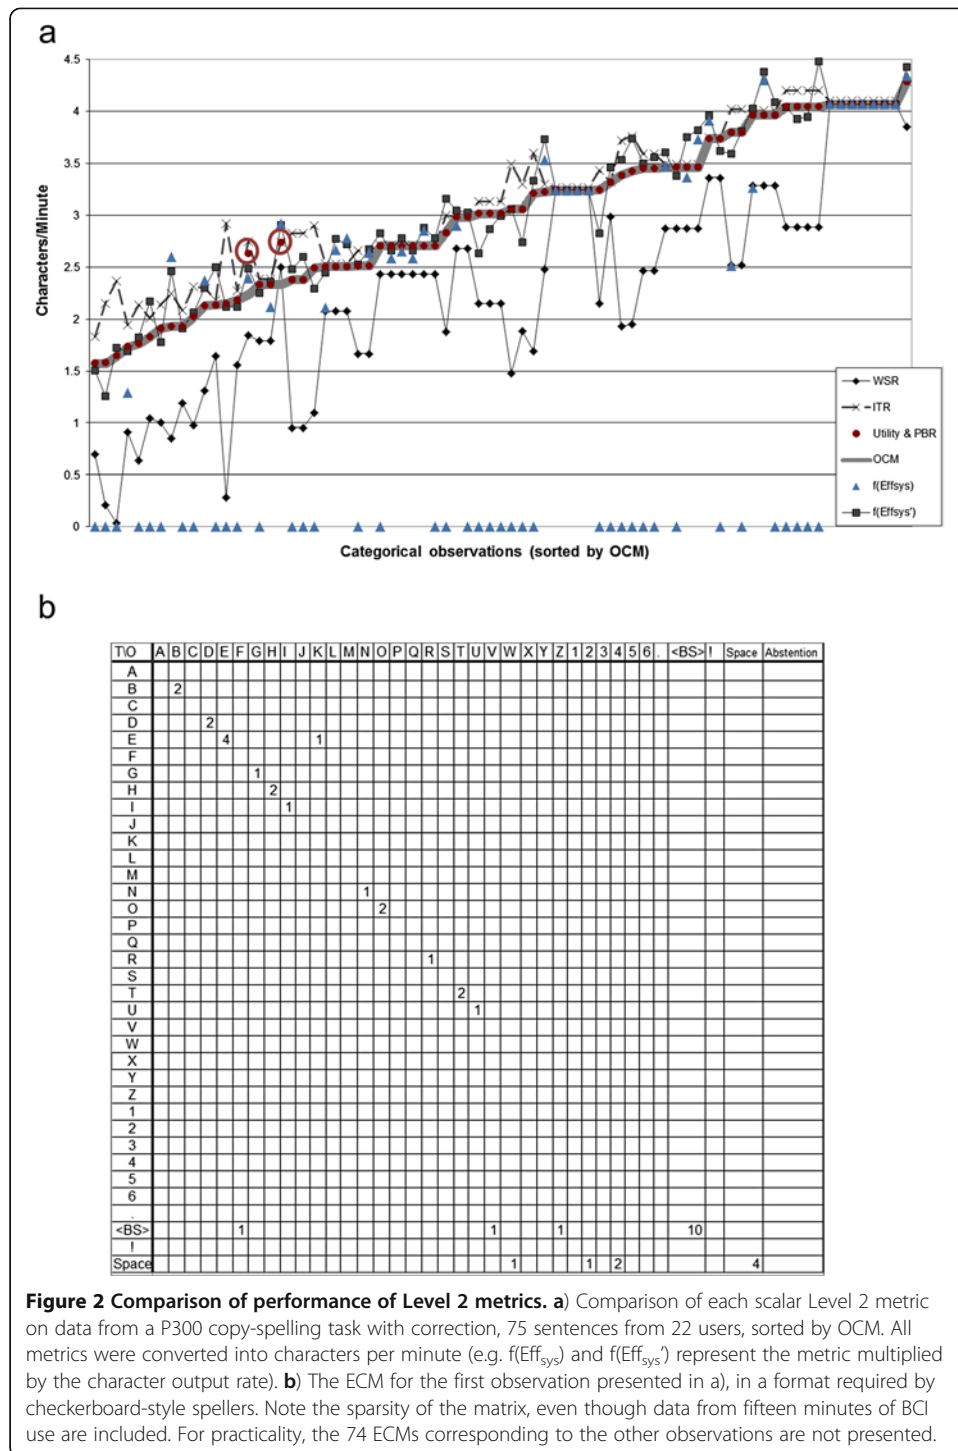 a
4.5
4
3.5
3
2.5
2
1.5
1
0.5
0
Characters/Minute
WSR
ITR
Utility & PBR
OCM
f(Effsys)
f(Effsys')
Categorical observations (sorted by OCM)
b
T\O A B C D E F G H I J K L M N O P Q R S T U V W X Y Z 1 2 3 4 5 6 . <BS> ! Space Abstention
A
B 2
C
D 2
E 4 1
F
G 1
H 2
I 1
J
K
L
M
N 1
O 2
P
Q
R 1
S
T 2
U 1
V
W
X
Y
Z
1
2
3
4
5
6
.
<BS> 1 1 1 10
!
Space 1 1 2 4
Figure 2 Comparison of performance of Level 2 metrics. a) Comparison of each scalar Level 2 metric
on data from a P300 copy-spelling task with correction, 75 sentences from 22 users, sorted by OCM. All
metrics were converted into characters per minute (e.g. f(Effsys) and f(Effsys') represent the metric multiplied
by the character output rate). b) The ECM for the first observation presented in a), in a format required by
checkerboard-style spellers. Note the sparsity of the matrix, even though data from fifteen minutes of BCI
use are included. For practicality, the 74 ECMs corresponding to the other observations are not presented.